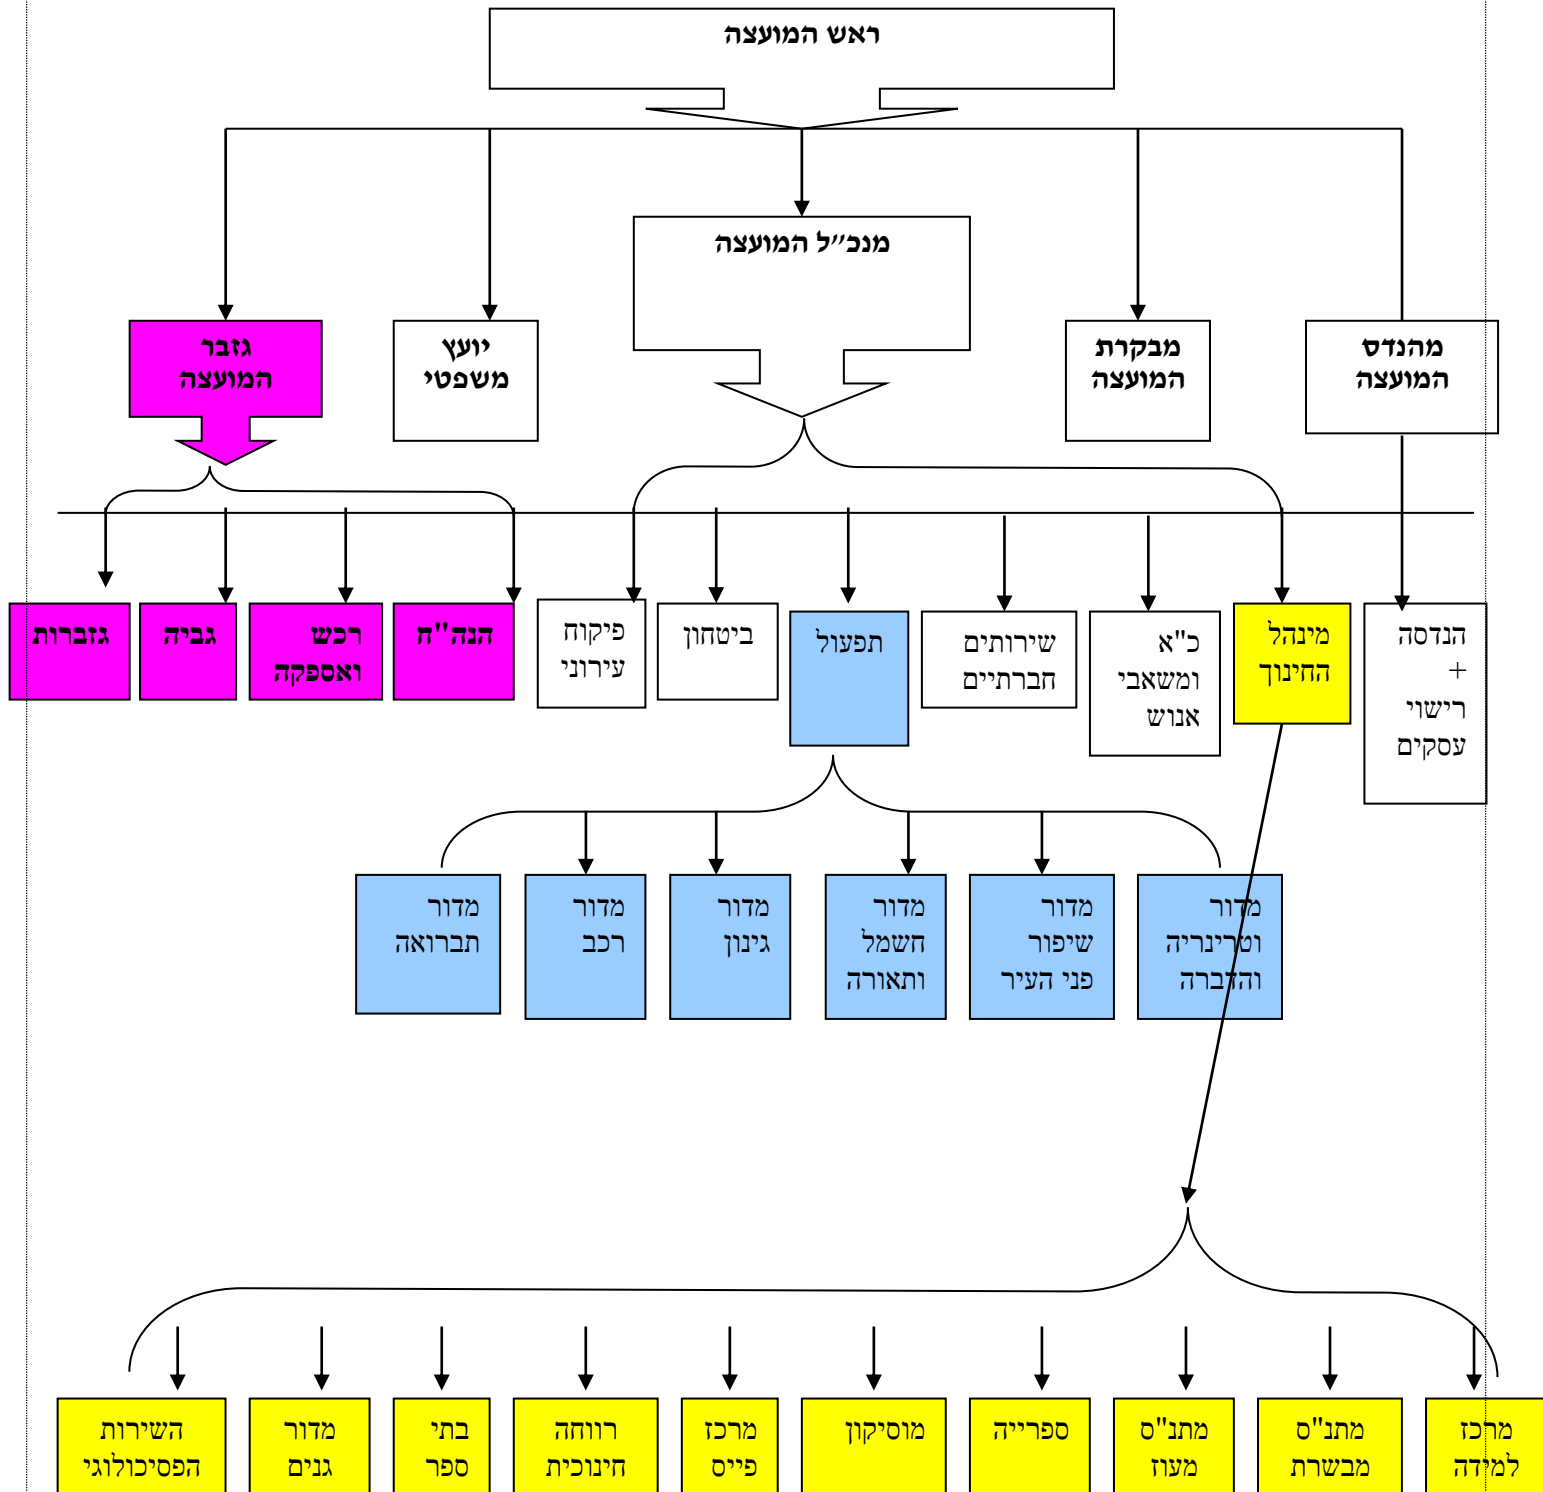 ראש המועצה
מנכ״ל המועצה
מהנדס
המועצה
מבקרת
המועצה
יועץ
משפטי
גזבר
המועצה
הנדסה
+
רישוי
עסקים
מינהל
החינוך
כ"א
ומשאבי
אנוש
שירותים
חברתיים
תפעול
ביטחון
פיקוח
עירוני
הנה"ח
רכש
ואספקה
גביה
גזברות
מדור
וטרינריה
והדברה
מדור
שיפור
פני העיר
מדור
חשמל
ותאורה
מדור
גינון
מדור
רכב
מדור
תברואה
מרכז
למידה
מתנ"ס
מבשרת
מתנ"ס
מעוז
ספרייה
מוסיקון
מרכז
פייס
רווחה
חינוכית
בתי
ספר
מדור
גנים
השירות
הפסיכולוגי